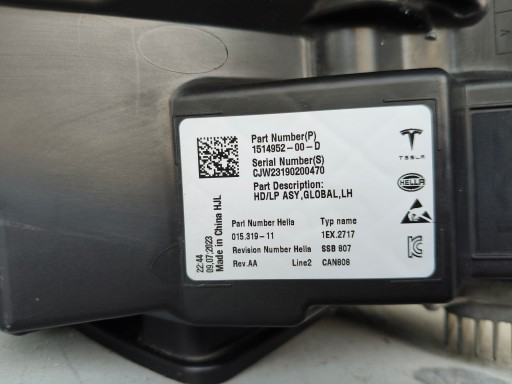 Part Number(P)
1514952-00-D
Serial Number(S)
CJW23190200470
Part Description:
HD/LP ASY,GLOBAL,LH
TESLA
HELLA
Part Number Hella
Typ name
015.319-11
1EX.2717
Revision Number Hella
SSB 807
Rev.AA
Line2
CAN808
22:44
09,07:2023
Made in China HJL